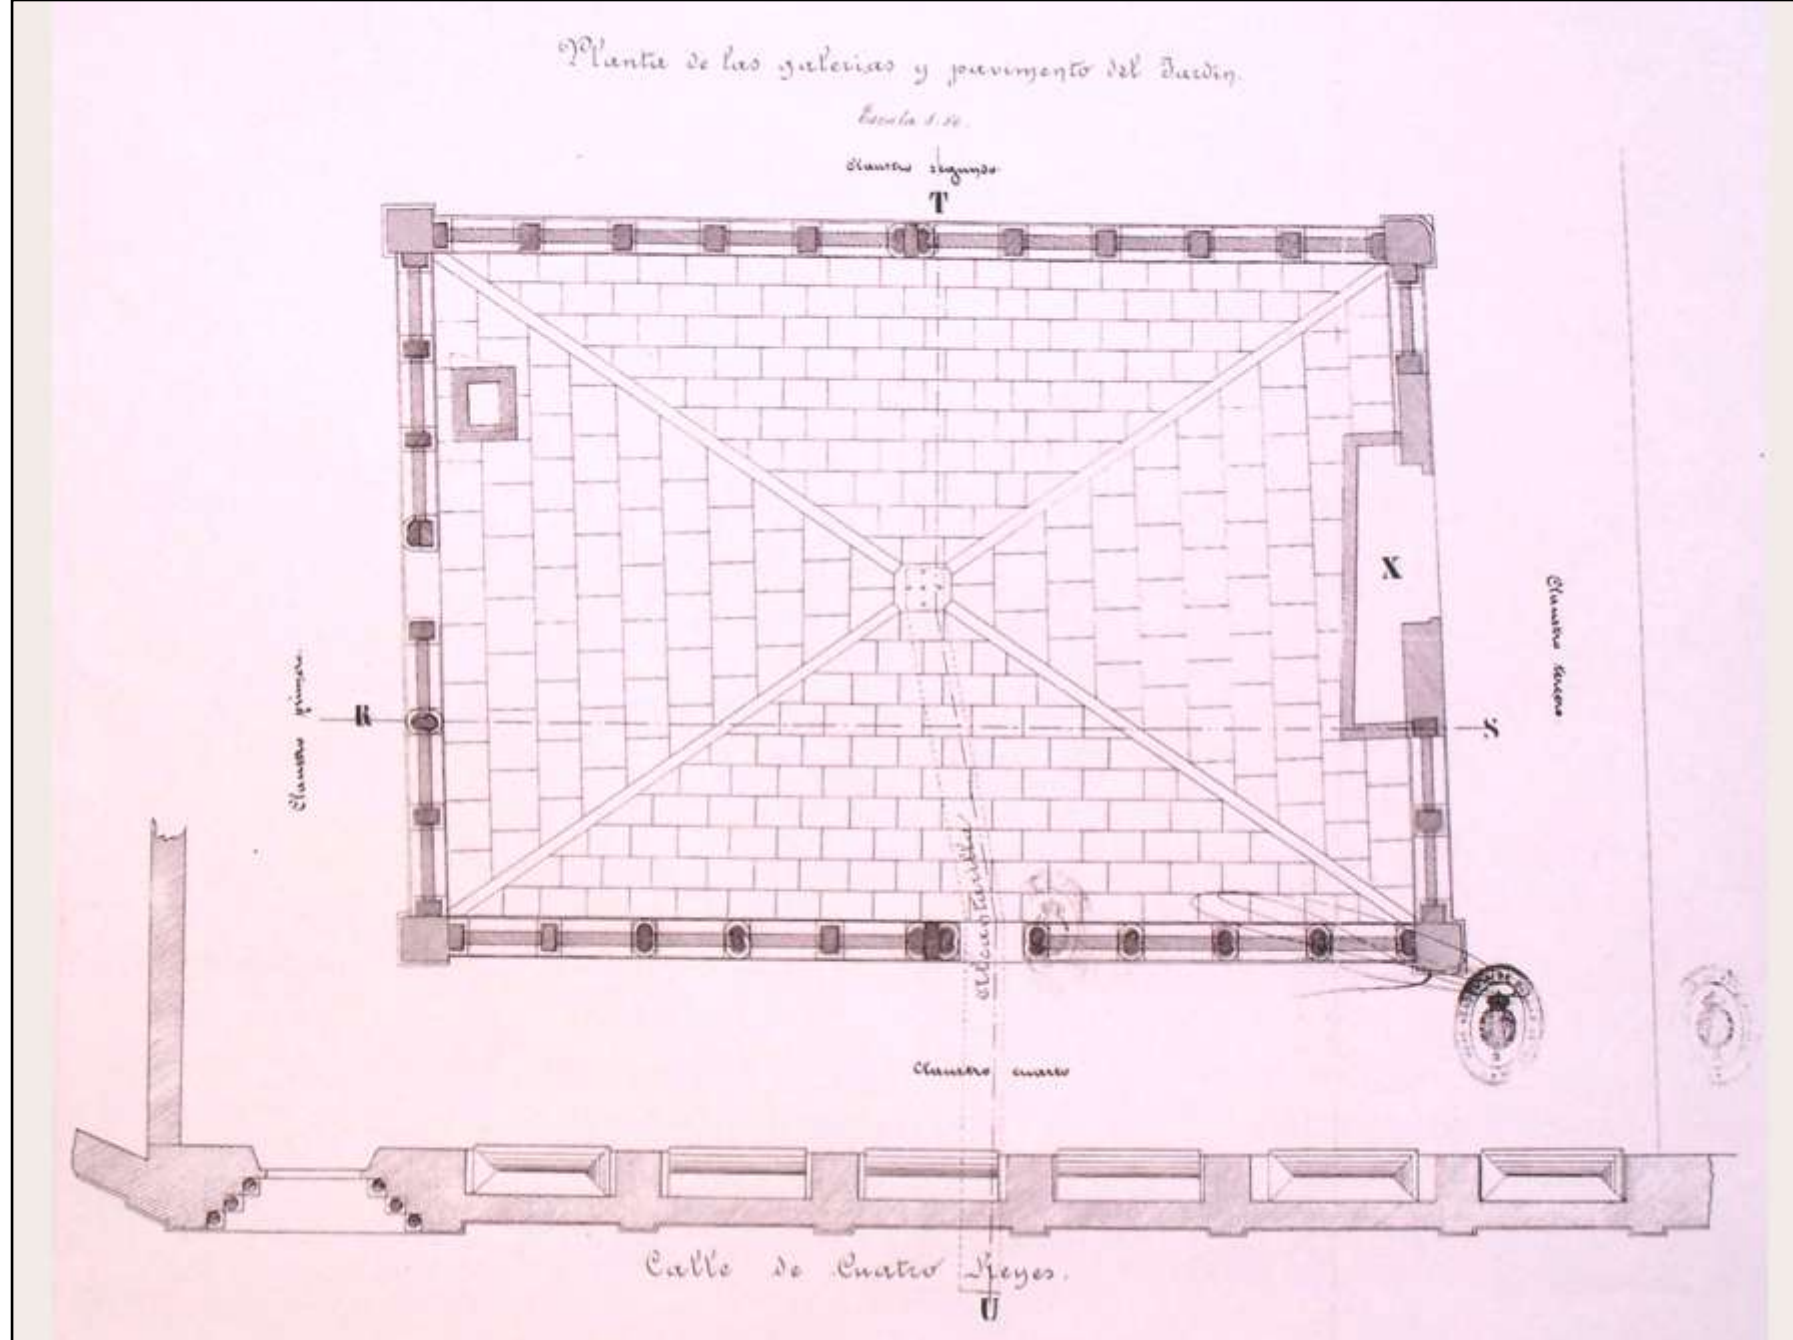 Planta de las galerias y pavimento del Jardin.
Escala 1:50.
Claustro segundo
T
X
Claustro tercero
Claustro primero.
R
S
Alcantarilla
Claustro cuarto
Calle de Cuatro Reyes.
U